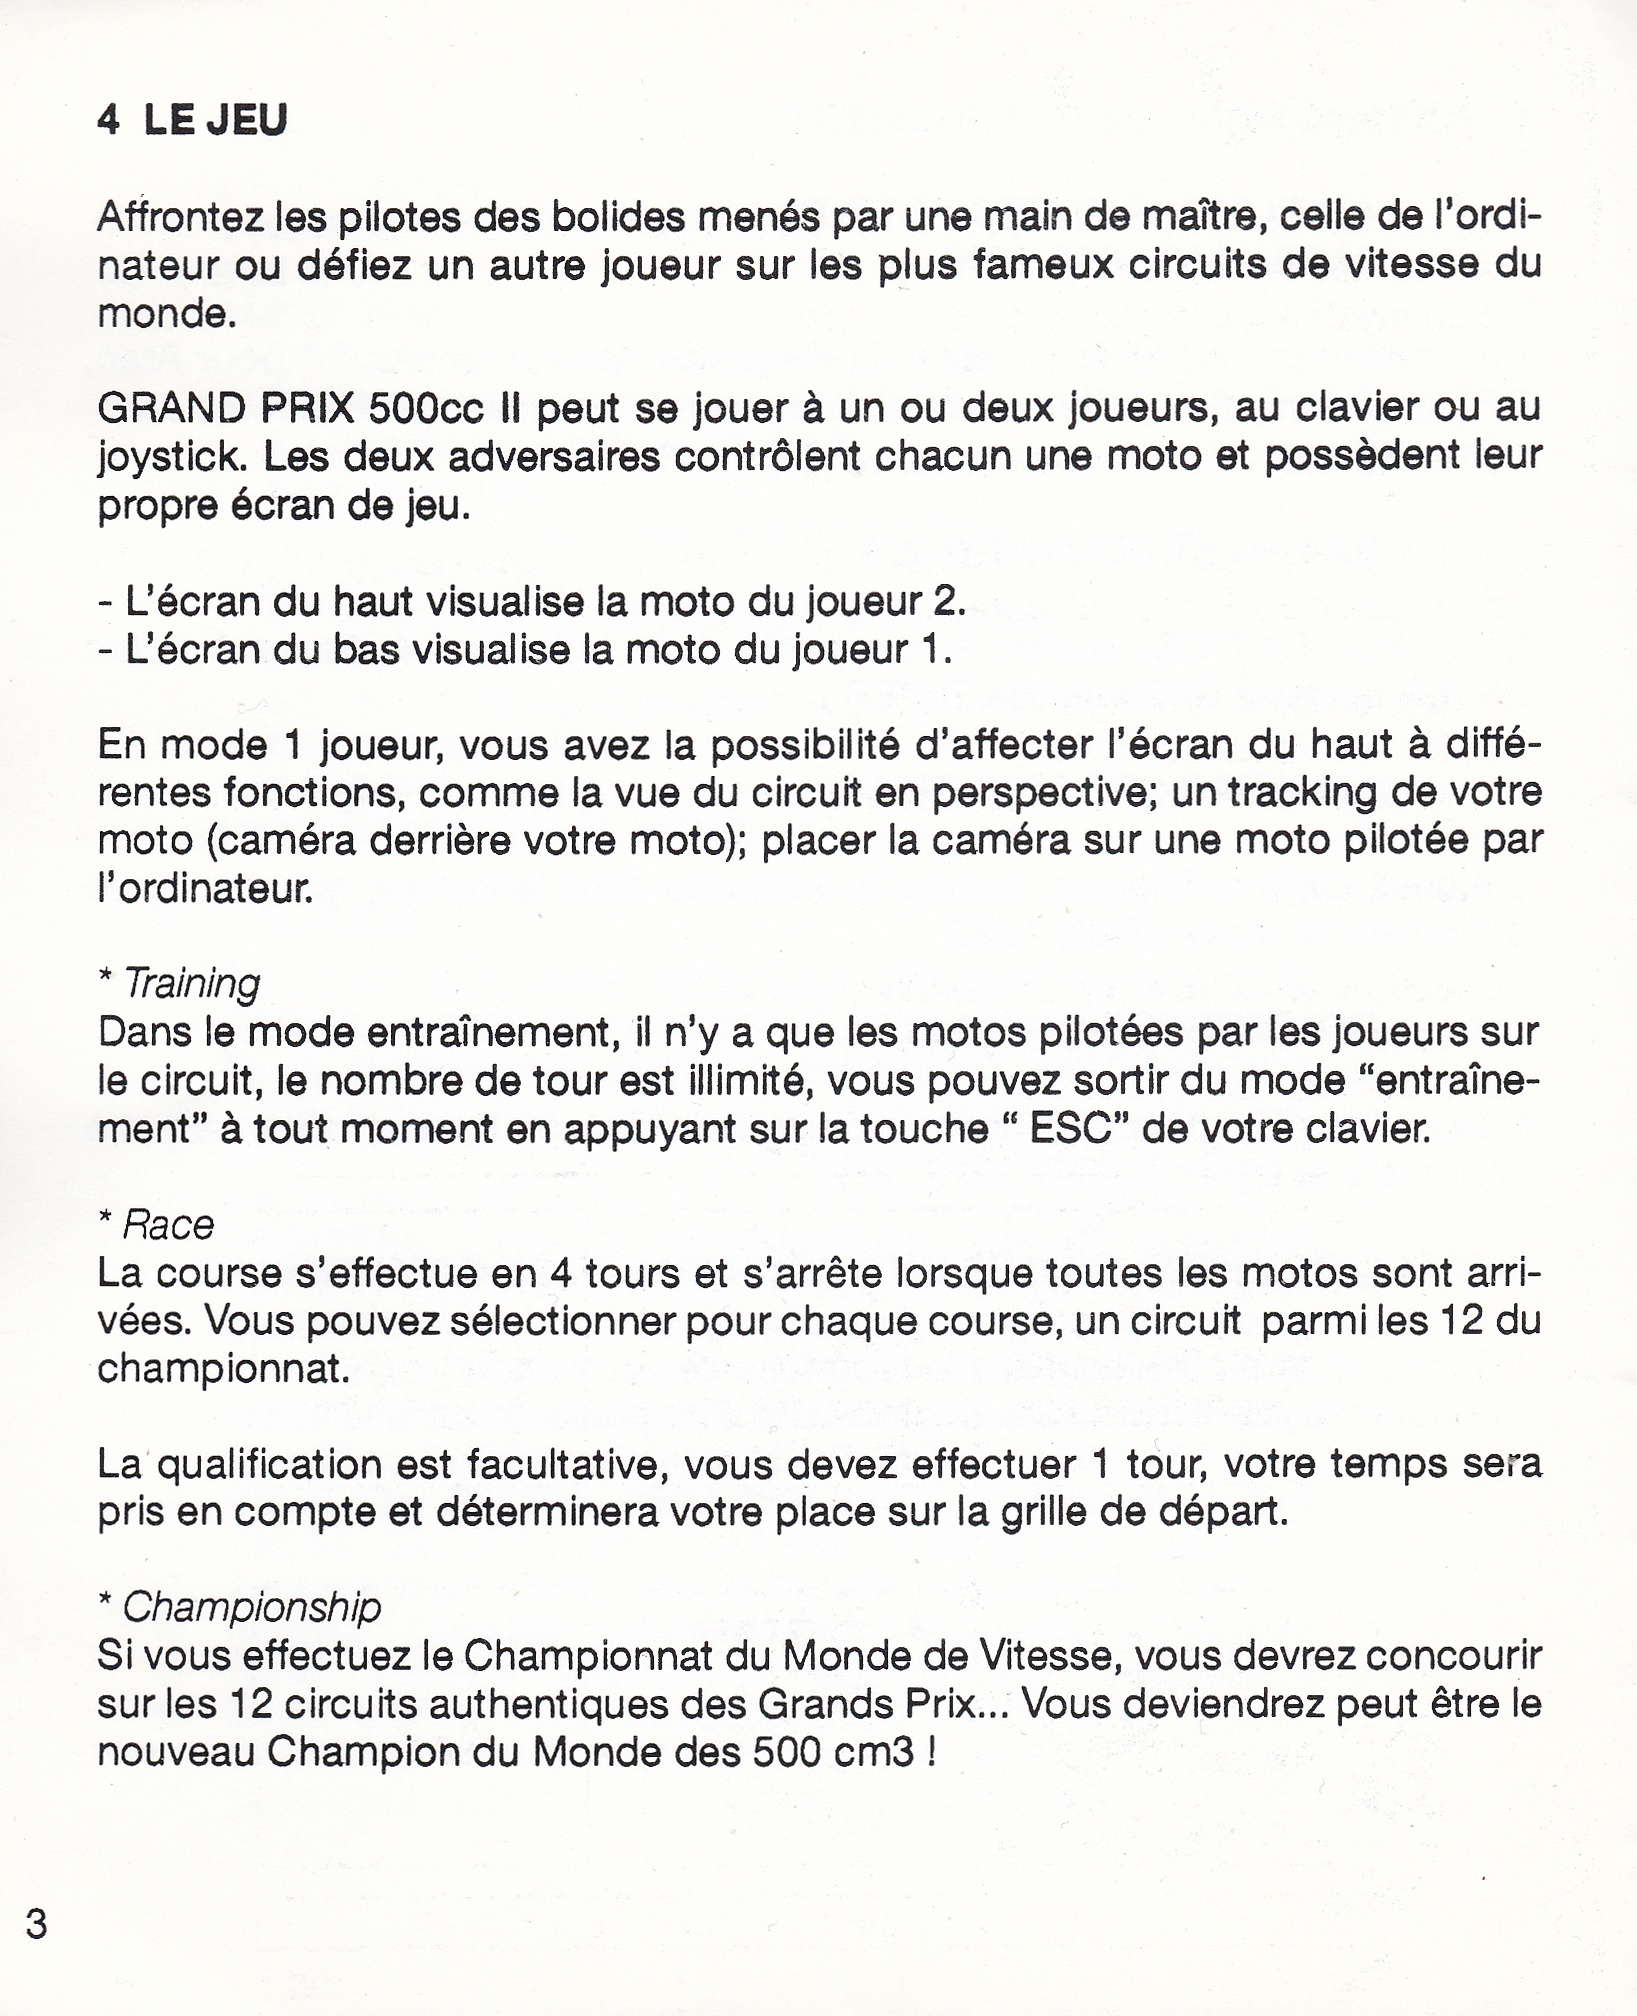 4 LE JEU
Affrontez les pilotes des bolides menés par une main de maître, celle de l'ordi-
nateur ou défiez un autre joueur sur les plus fameux circuits de vitesse du
monde.
GRAND PRIX 500cc II peut se jouer à un ou deux joueurs, au clavier ou au
joystick. Les deux adversaires contrôlent chacun une moto et possèdent leur
propre écran de jeu.
- L'écran du haut visualise la moto du joueur 2.
- L'écran du bas visualise la moto du joueur 1.
En mode 1 joueur, vous avez la possibilité d'affecter l'écran du haut à diffé-
rentes fonctions, comme la vue du circuit en perspective; un tracking de votre
moto (caméra derrière votre moto); placer la caméra sur une moto pilotée par
l'ordinateur.
* Training
Dans le mode entraînement, il n'y a que les motos pilotées par les joueurs sur
le circuit, le nombre de tour est illimité, vous pouvez sortir du mode “entraîne-
ment” à tout moment en appuyant sur la touche “ ESC” de votre clavier.
* Race
La course s'effectue en 4 tours et s'arrête lorsque toutes les motos sont arri-
vées. Vous pouvez sélectionner pour chaque course, un circuit parmi les 12 du
championnat.
La qualification est facultative, vous devez effectuer 1 tour, votre temps sera
pris en compte et déterminera votre place sur la grille de départ.
* Championship
Si vous effectuez le Championnat du Monde de Vitesse, vous devrez concourir
sur les 12 circuits authentiques des Grands Prix... Vous deviendrez peut être le
nouveau Champion du Monde des 500 cm3 !
3